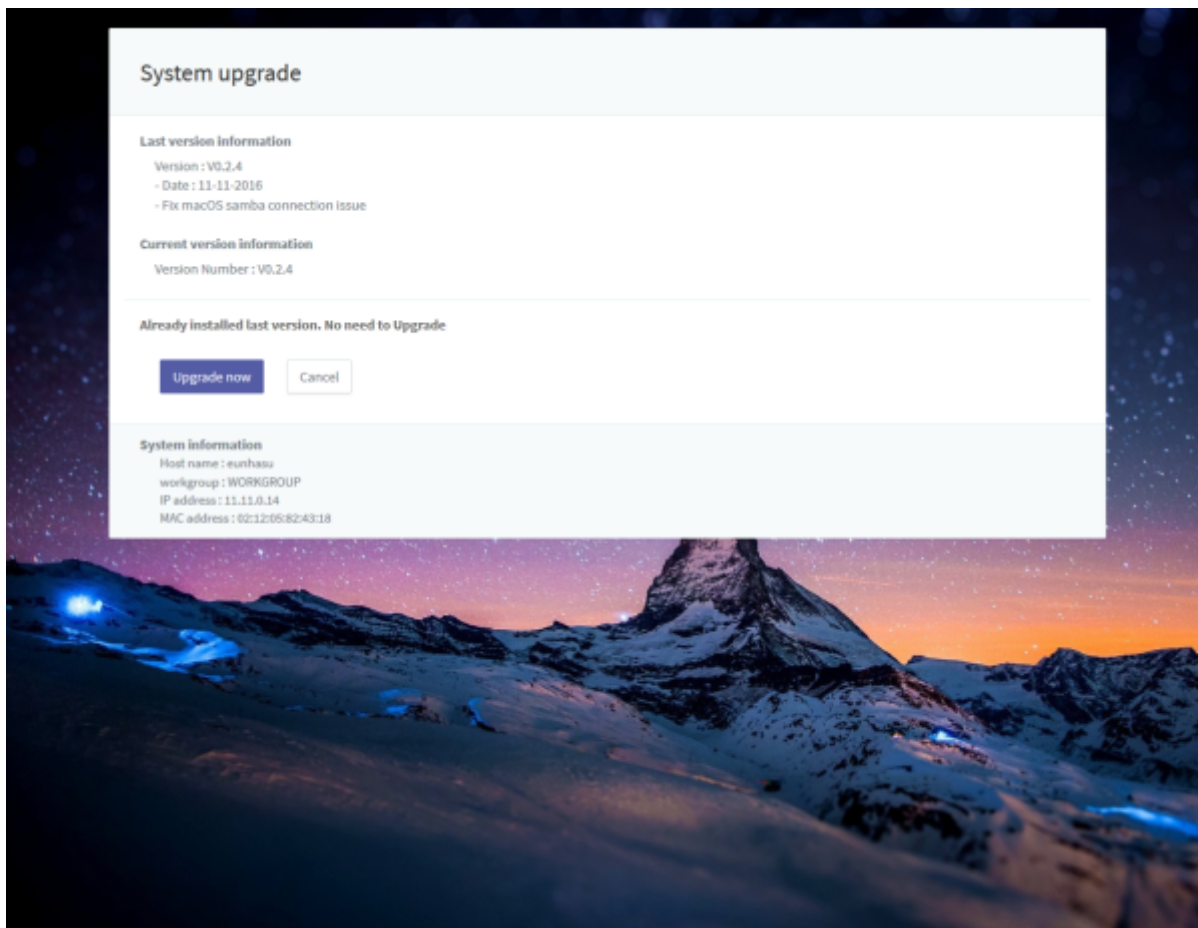 System upgrade
Last version information
Version : V0.2.4
- Date : 11-11-2016
- Fix macOS samba connection issue
Current version information
Version Number : V0.2.4
Already installed last version. No need to Upgrade
Upgrade now
Cancel
System information
Host name : eunhasu
workgroup : WORKGROUP
IP address : 11.11.0.14
MAC address : 02:12:05:82:43:18